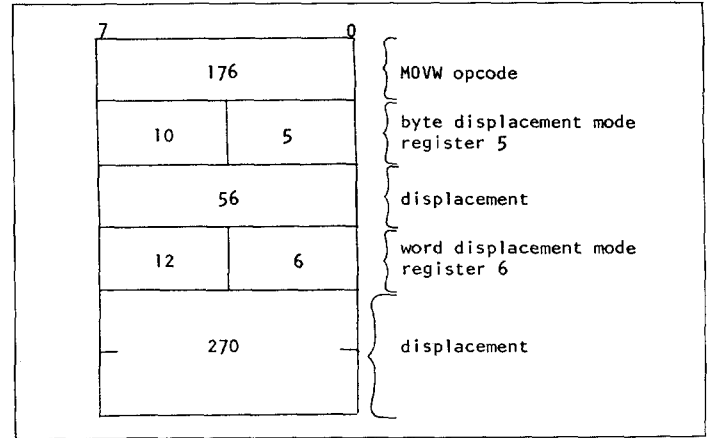 7 0
176 MOVW opcode
10 5 byte displacement mode
register 5
56 displacement
12 6 word displacement mode
register 6
270 displacement